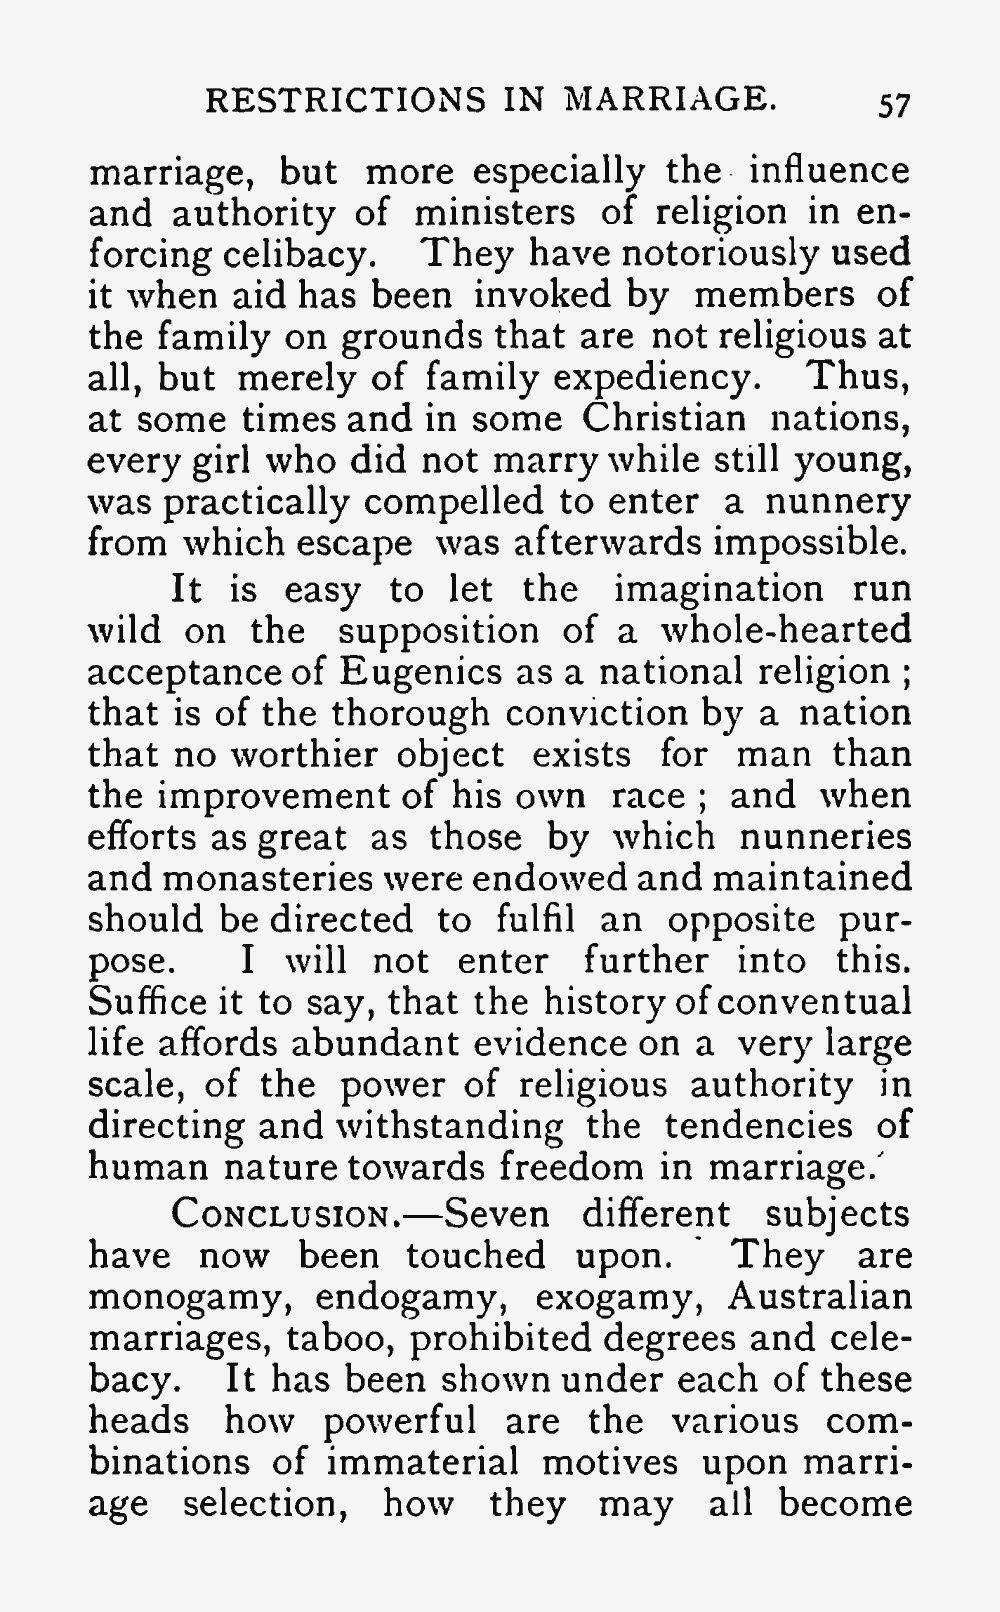 RESTRICTIONS IN MARRIAGE. 57
marriage, but more especially the influence
and authority of ministers of religion in en-
forcing celibacy. They have notoriously used
it when aid has been invoked by members of
the family on grounds that are not religious at
all, but merely of family expediency. Thus,
at some times and in some Christian nations,
every girl who did not marry while still young,
was practically compelled to enter a nunnery
from which escape was afterwards impossible.
It is easy to let the imagination run
wild on the supposition of a whole-hearted
acceptance of Eugenics as a national religion ;
that is of the thorough conviction by a nation
that no worthier object exists for man than
the improvement of his own race ; and when
efforts as great as those by which nunneries
and monasteries were endowed and maintained
should be directed to fulfil an opposite pur-
pose. I will not enter further into this.
Suffice it to say, that the history of conventual
life affords abundant evidence on a very large
scale, of the power of religious authority in
directing and withstanding the tendencies of
human nature towards freedom in marriage.
CONCLUSION.—Seven different subjects
have now been touched upon. They are
monogamy, endogamy, exogamy, Australian
marriages, taboo, prohibited degrees and cele-
bacy. It has been shown under each of these
heads how powerful are the various com-
binations of immaterial motives upon marri-
age selection, how they may all become